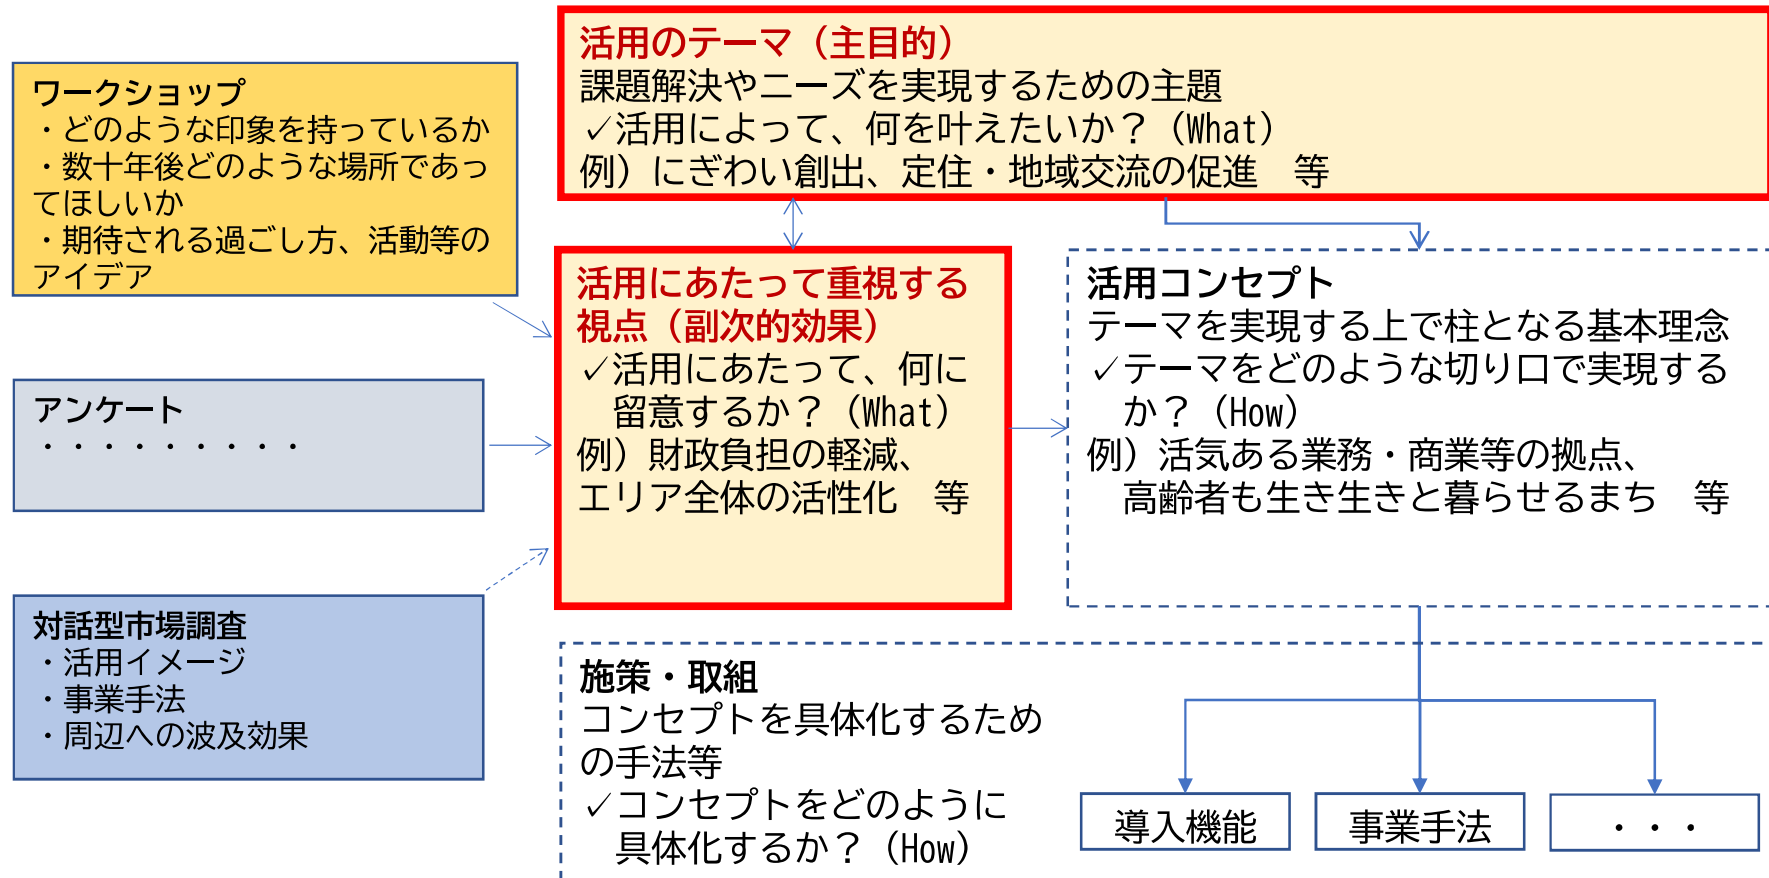 活用のテーマ（主目的）
課題解決やニーズを実現するための主題
✓活用によって、何を叶えたいか？（What）
例）にぎわい創出、定住・地域交流の促進　等
ワークショップ
・どのような印象を持っているか
・数十年後どのような場所であっ
てほしいか
・期待される過ごし方、活動等の
アイデア
アンケート
・・・・・・・・・
対話型市場調査
・活用イメージ
・事業手法
・周辺への波及効果
活用にあたって重視する
視点（副次的効果）
✓活用にあたって、何に
留意するか？（What）
例）財政負担の軽減、
エリア全体の活性化　等
活用コンセプト
テーマを実現する上で柱となる基本理念
✓テーマをどのような切り口で実現する
か？（How）
例）活気ある業務・商業等の拠点、
高齢者も生き生きと暮らせるまち　等
施策・取組
コンセプトを具体化するため
の手法等
✓コンセプトをどのように
具体化するか？（How）
導入機能
事業手法
・・・